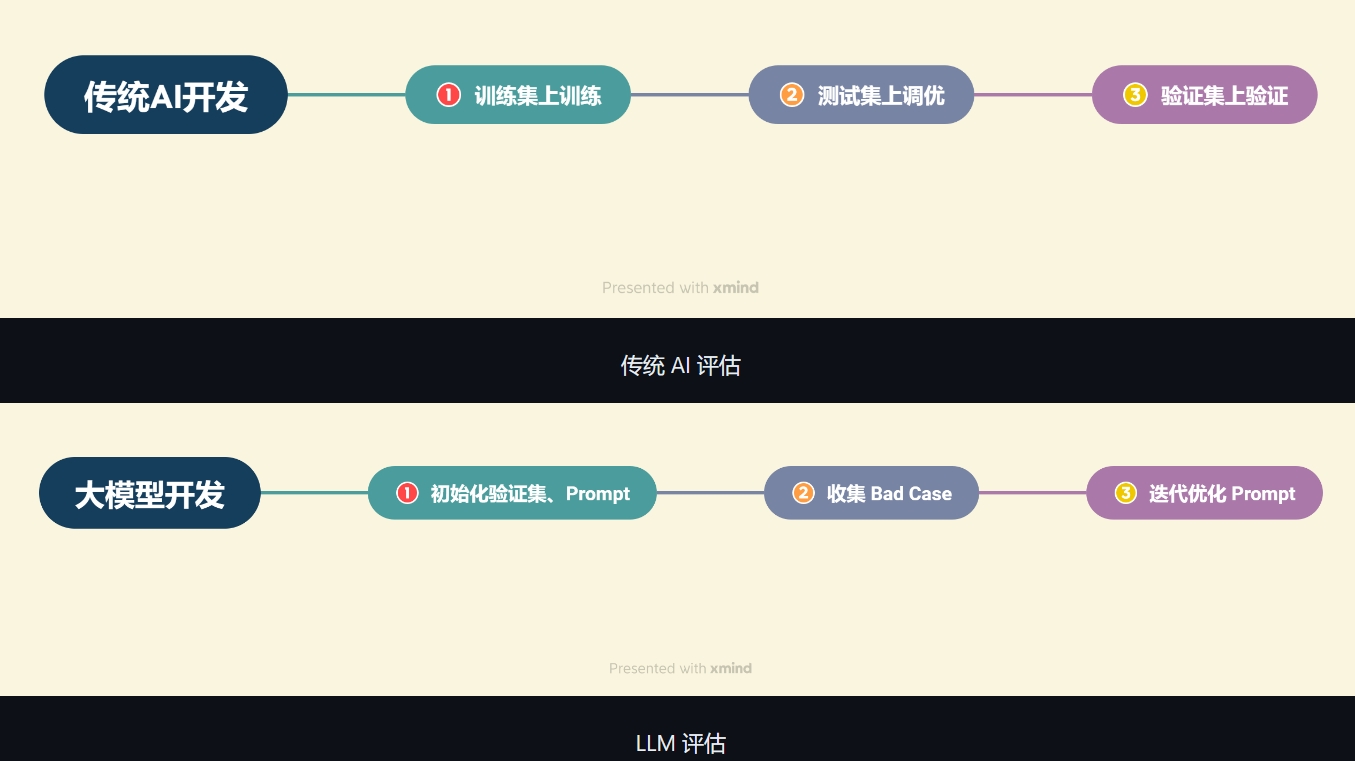 传统AI开发
1 训练集上训练
2 测试集上调优
3 验证集上验证
Presented with xmind
传统 AI 评估
大模型开发
1 初始化验证集、Prompt
2 收集 Bad Case
3 迭代优化 Prompt
Presented with xmind
LLM 评估